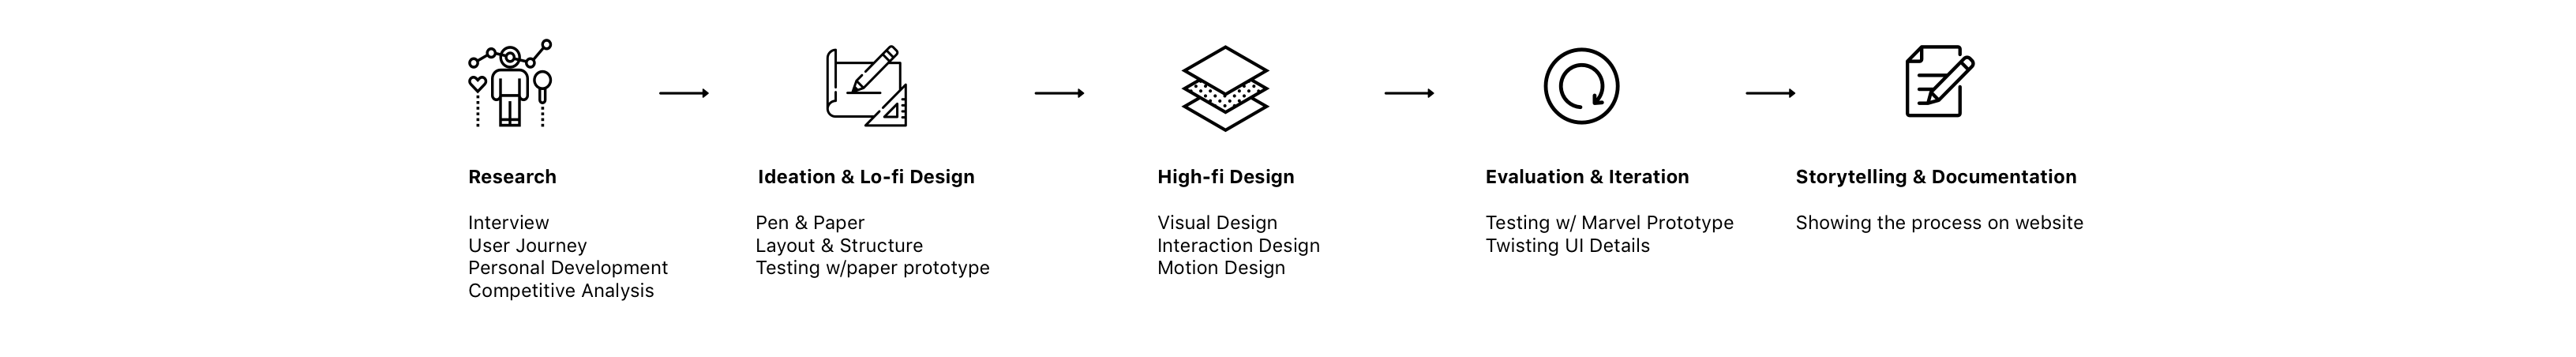 Research
Interview
User Journey
Personal Development
Competitive Analysis
Ideation & Lo-fi Design
Pen & Paper
Layout & Structure
Testing w/paper prototype
High-fi Design
Visual Design
Interaction Design
Motion Design
Evaluation & Iteration
Testing w/ Marvel Prototype
Twisting UI Details
Storytelling & Documentation
Showing the process on website